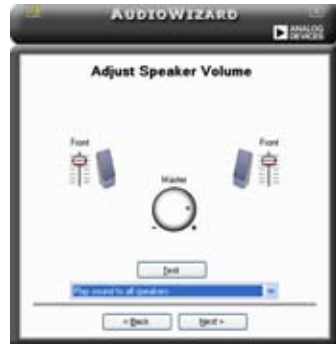 AUDIOWIZARD
ANALOG
DEVICES
Adjust Speaker Volume
Front
Front
Master
-
+
Test
Play sound to all speakers
< Back
Next >